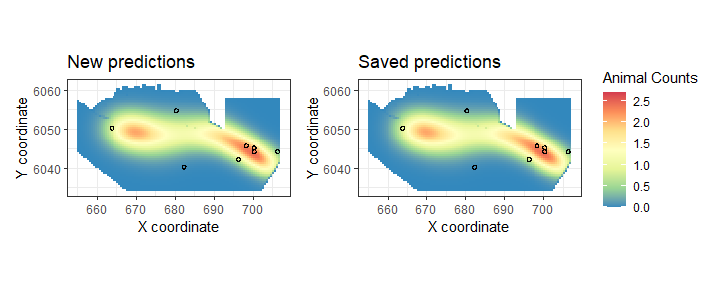 New predictions
Y coordinate
6060
6050
6040
660 670 680 690 700
X coordinate
Saved predictions
Y coordinate
6060
6050
6040
660 670 680 690 700
X coordinate
Animal Counts
2.5
2.0
1.5
1.0
0.5
0.0